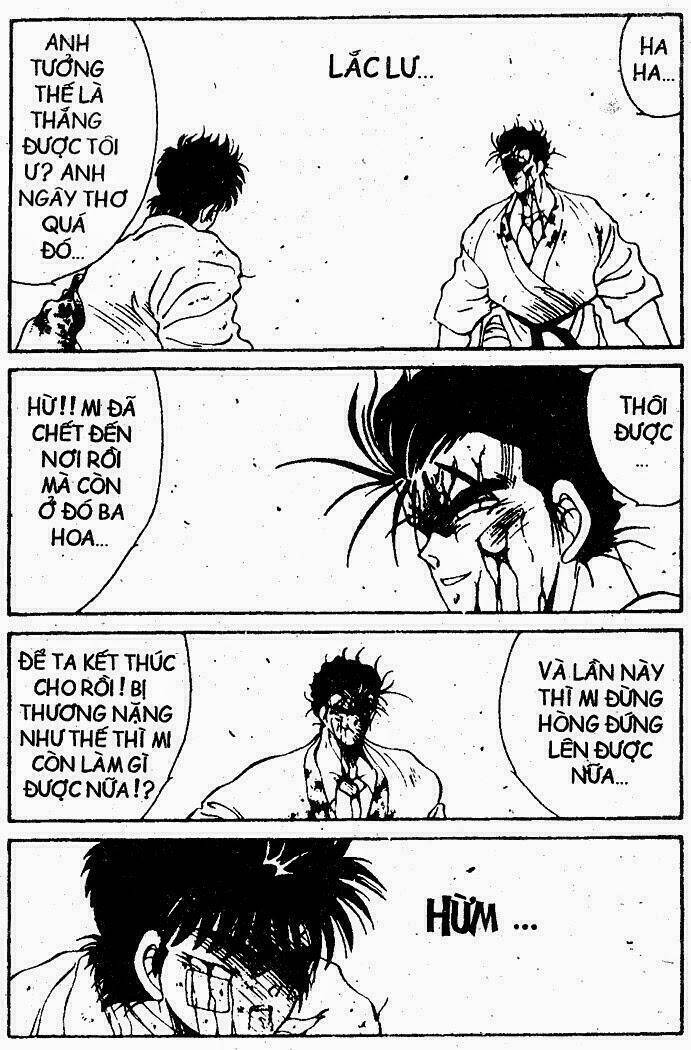 ANH
TƯỞNG
THẾ LÀ
THẮNG
ĐƯỢC TÔI
Ư? ANH
NGÂY THƠ
QUÁ
ĐÓ...
LẮC LƯ...
HA
HA...
HỪ!! MI ĐÃ
CHẾT ĐẾN
NƠI RỒI
MÀ CÒN
Ở ĐÓ BA
HOA...
THÔI
ĐƯỢC
...
ĐỂ TA KẾT THÚC
CHO RỒI! BỊ
THƯƠNG NẶNG
NHƯ THẾ THÌ MI
CÒN LÀM GÌ
ĐƯỢC NỮA!?
VÀ LẦN NÀY
THÌ MI ĐỪNG
HÒNG ĐỨNG
LÊN ĐƯỢC
NỮA...
HỪM ...